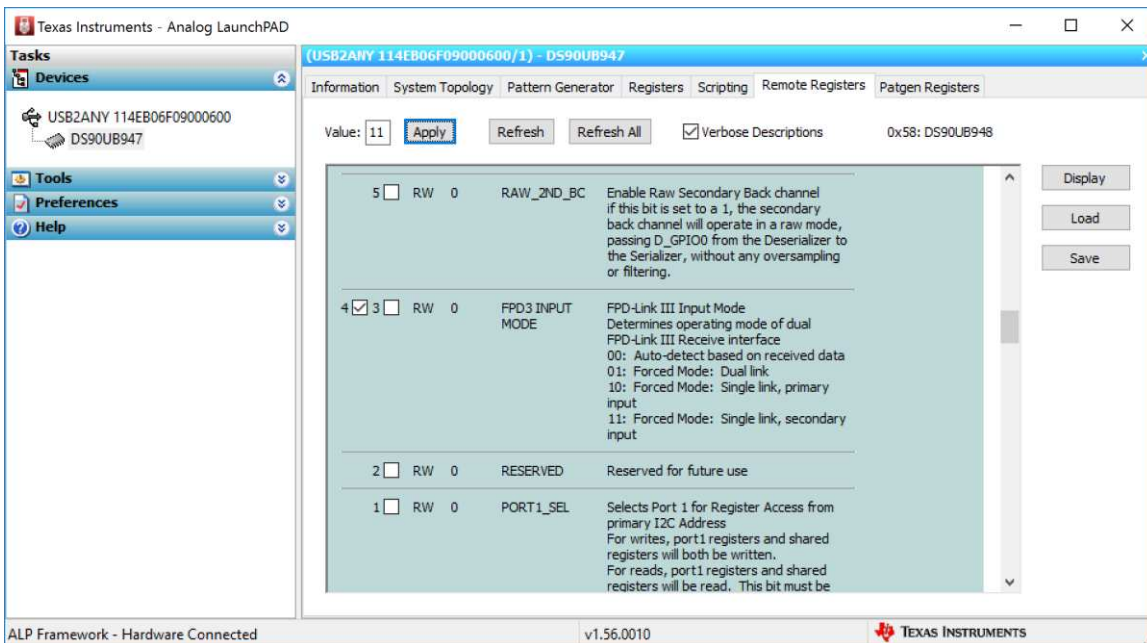 Texas Instruments - Analog LaunchPAD
Tasks
Devices
USB2ANY 114EB06F09000600
DS90UB947
Tools
Preferences
Help
(USB2ANY 114EB06F09000600/1) - DS90UB947
Information System Topology Pattern Generator Registers Scripting Remote Registers Patgen Registers
Value: 11 Apply Refresh Refresh All Verbose Descriptions 0x58: DS90UB948
Display
Load
Save
5 RW 0 RAW_2ND_BC Enable Raw Secondary Back channel
if this bit is set to a 1, the secondary
back channel will operate in a raw mode,
passing D_GPIO0 from the Deserializer to
the Serializer, without any oversampling
or filtering.
4 3 RW 0 FPD3 INPUT FPD-Link III Input Mode
MODE Determines operating mode of dual
FPD-Link III Receive interface
00: Auto-detect based on received data
01: Forced Mode: Dual link
10: Forced Mode: Single link, primary
input
11: Forced Mode: Single link, secondary
input
2 RW 0 RESERVED Reserved for future use
1 RW 0 PORT1_SEL Selects Port 1 for Register Access from
primary I2C Address
For writes, port1 registers and shared
registers will both be written.
For reads, port1 registers and shared
registers will be read. This bit must be
ALP Framework - Hardware Connected v1.56.0010 TEXAS INSTRUMENTS